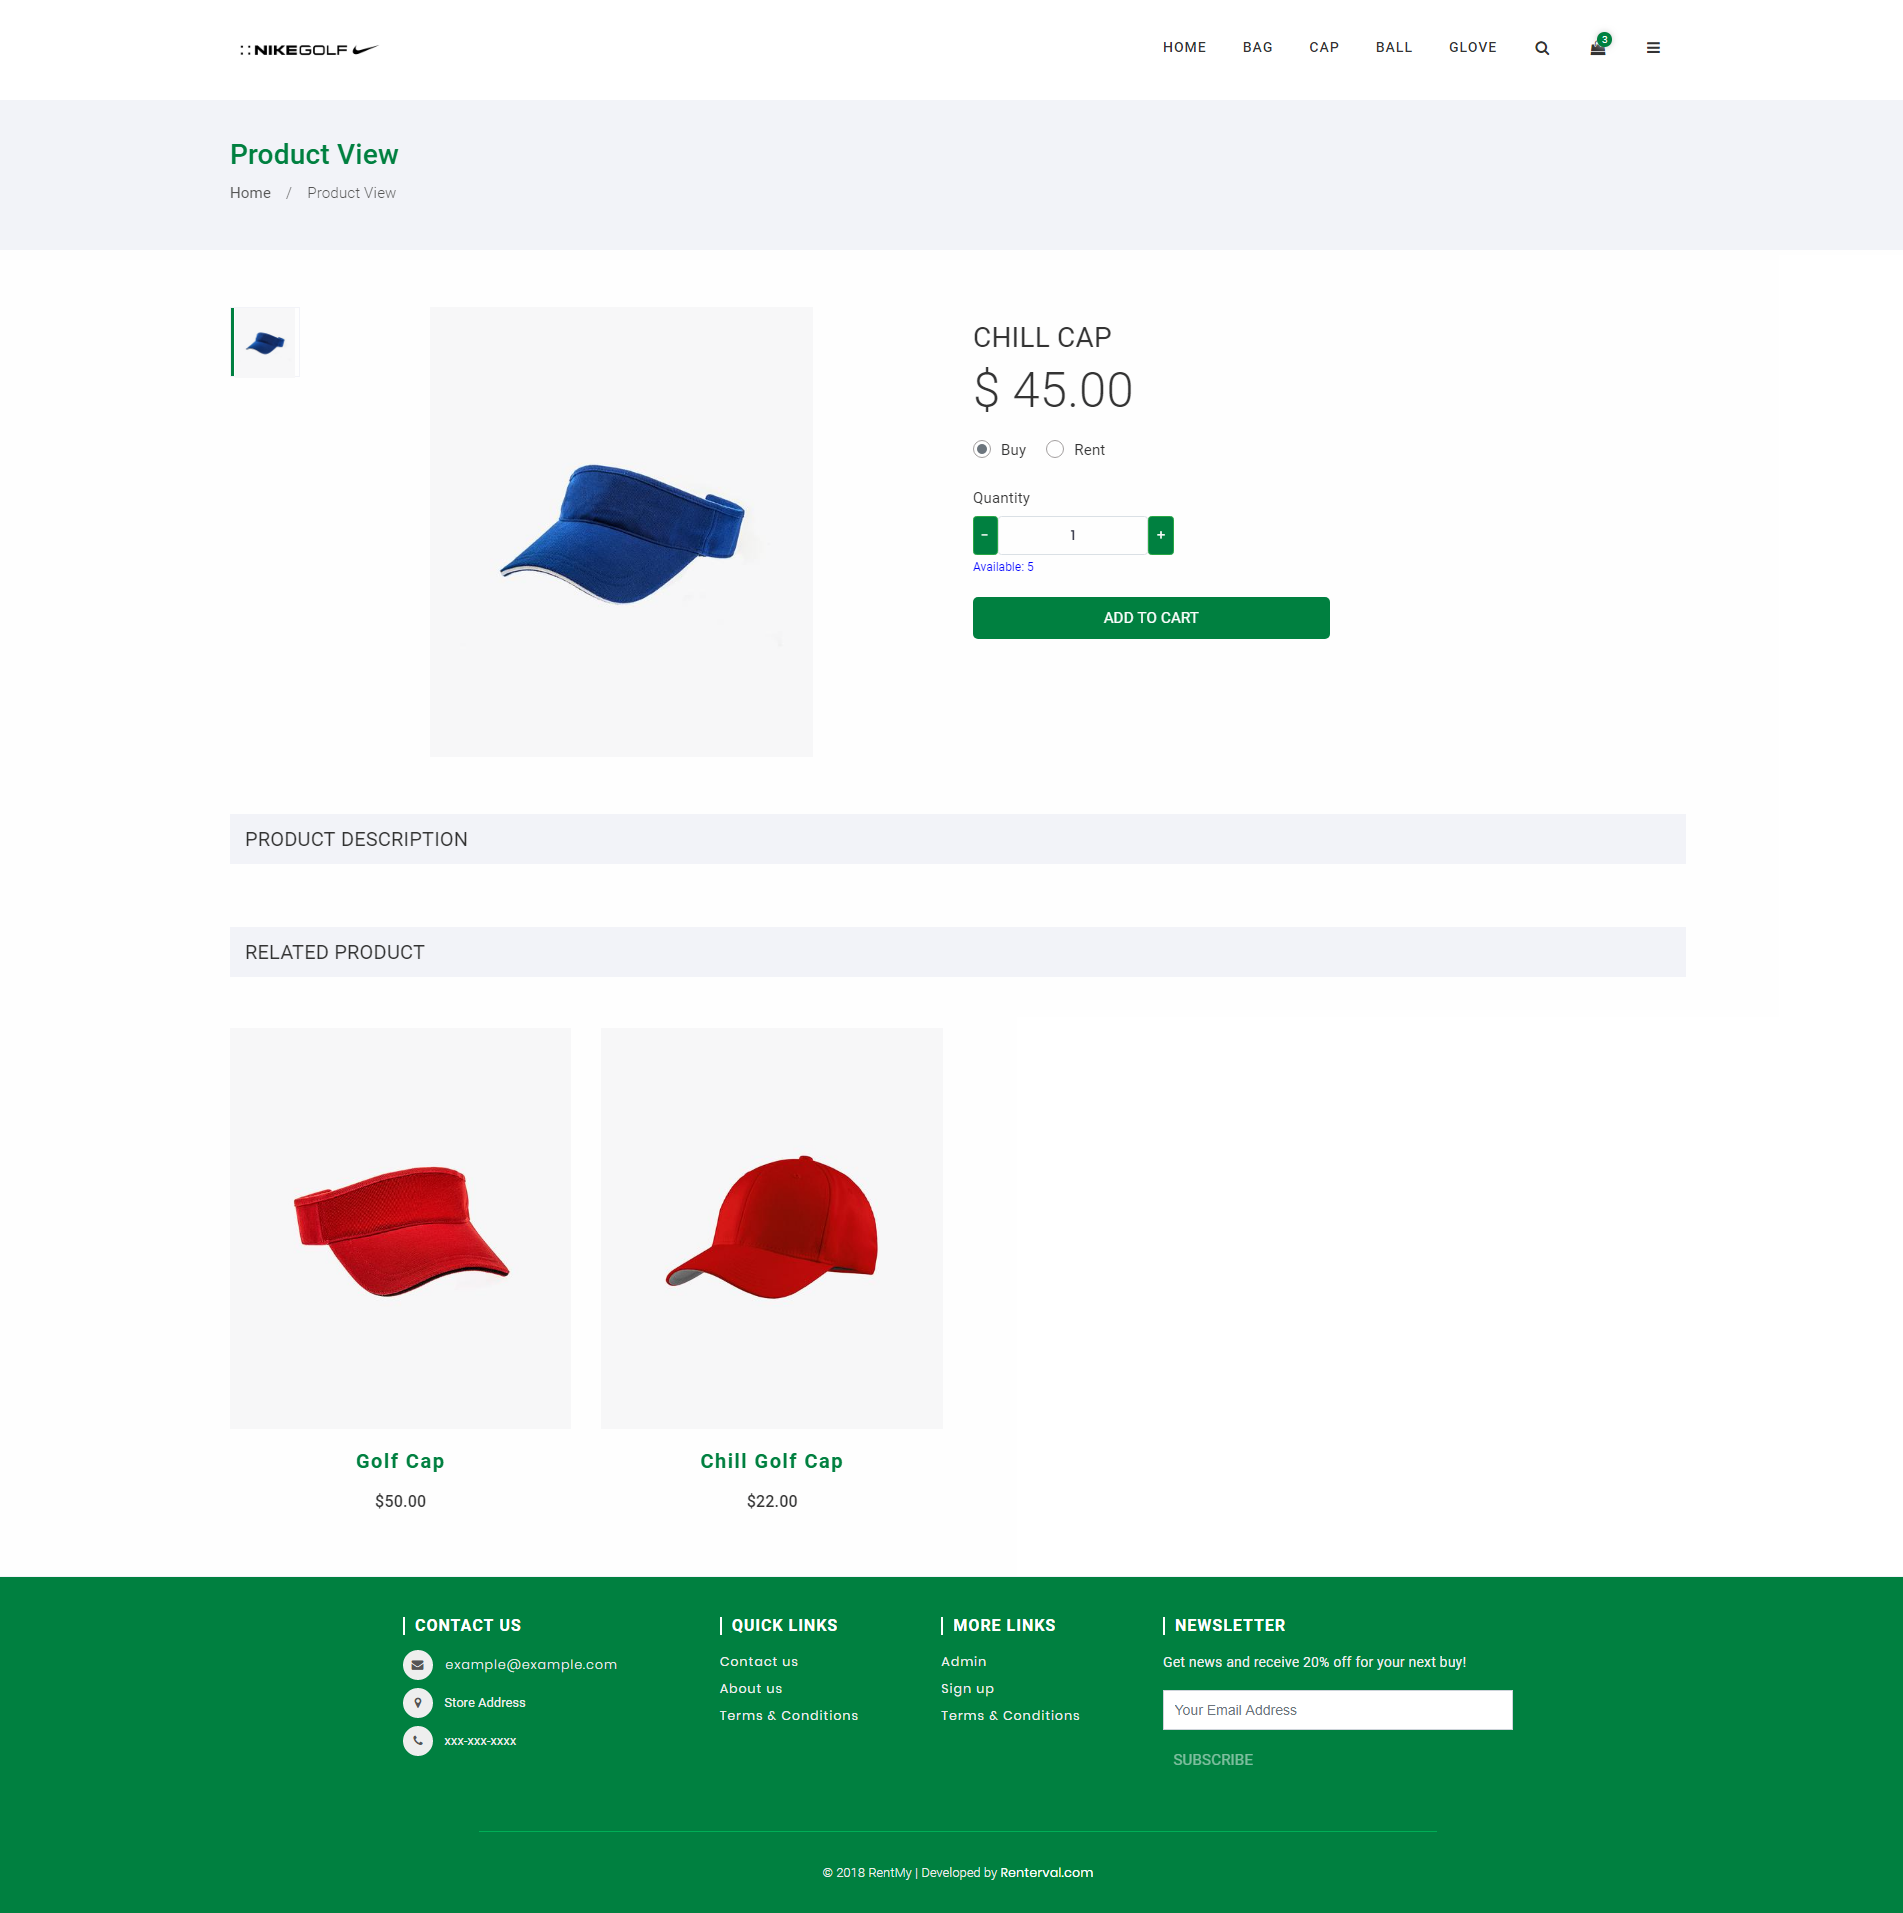 NIKEGOLF
HOME BAG CAP BALL GLOVE 3
Product View
Home / Product View
CHILL CAP
$ 45.00
Buy Rent
Quantity
- 1 +
Available: 5
ADD TO CART
PRODUCT DESCRIPTION
RELATED PRODUCT
Golf Cap
$50.00
Chill Golf Cap
$22.00
CONTACT US
example@example.com
Store Address
xxx-xxx-xxxx
QUICK LINKS
Contact us
About us
Terms & Conditions
MORE LINKS
Admin
Sign up
Terms & Conditions
NEWSLETTER
Get news and receive 20% off for your next buy!
Your Email Address
SUBSCRIBE
© 2018 RentMy | Developed by Renterval.com